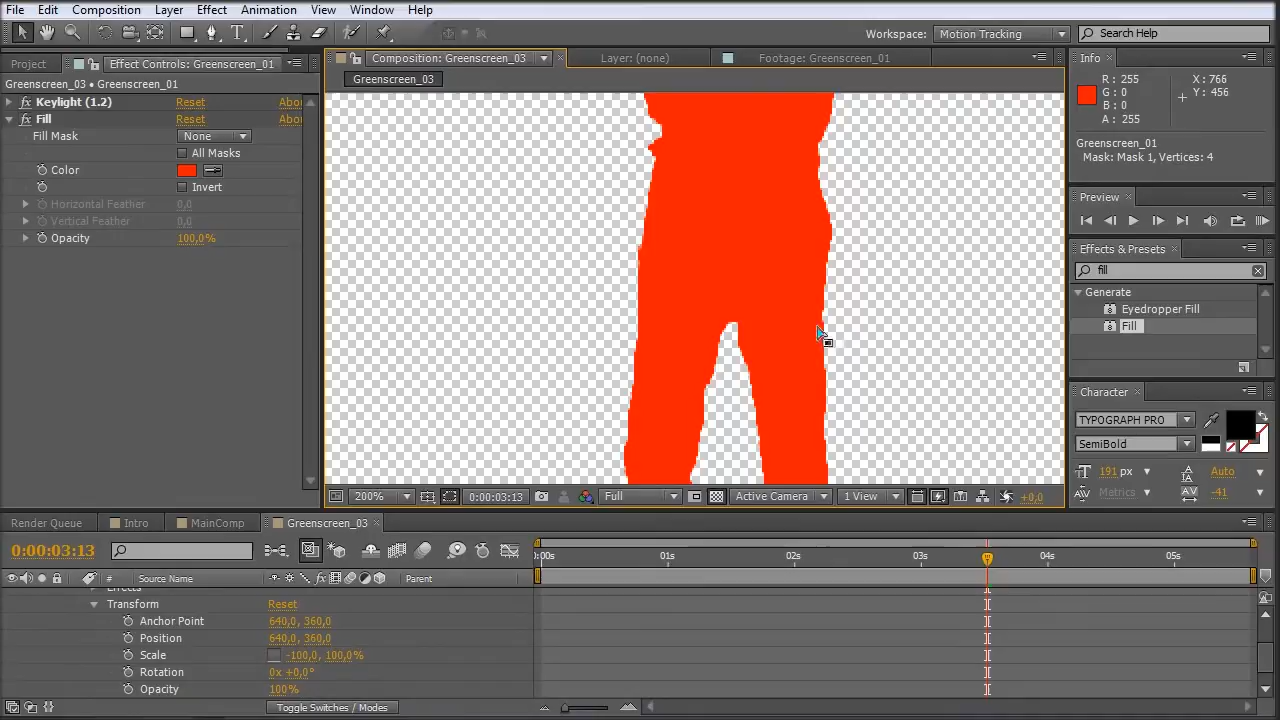 File Edit Composition Layer Effect Animation View Window Help
Workspace: Motion Tracking Search Help
Project Effect Controls: Greenscreen_01
Greenscreen_03 • Greenscreen_01
Keylight (1.2) Reset Abou
Fill Reset Abou
Fill Mask None
All Masks
Color
Invert
Horizontal Feather 0,0
Vertical Feather 0,0
Opacity 100,0%
Composition: Greenscreen_03 Layer: (none) Footage: Greenscreen_01
Greenscreen_03
200% 0:00:03:13 Full Active Camera 1 View +0,0
Info
R : 255 X : 766
G : 0 Y : 456
B : 0
A : 255
Greenscreen_01
Mask: Mask 1, Vertices: 4
Preview
Effects & Presets
fill
Generate
Eyedropper Fill
Fill
Character
TYPOGRAPH PRO
SemiBold
191 px Auto
Metrics -41
Render Queue Intro MainComp Greenscreen_03
0:00:03:13
0:00s 01s 02s 03s 04s 05s
# Source Name Parent
Effects
Transform Reset
Anchor Point 640,0, 360,0
Position 640,0, 360,0
Scale -100,0, 100,0%
Rotation 0x +0,0°
Opacity 100%
Toggle Switches / Modes